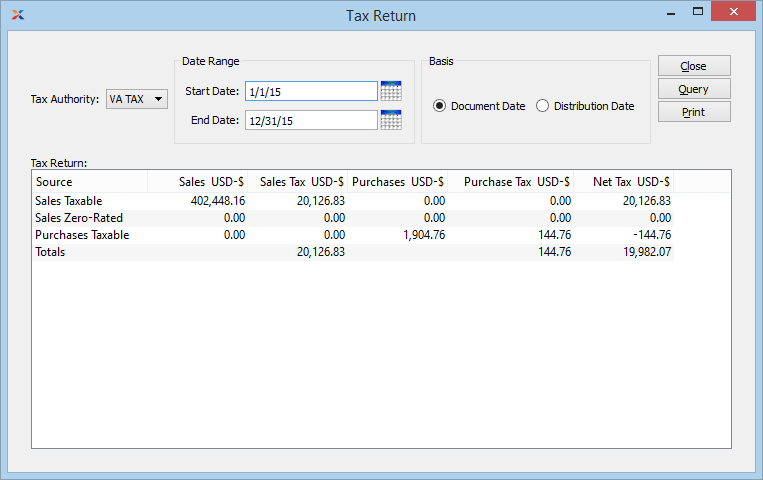 Tax Return
Date Range
Basis
Close
Tax Authority: VA TAX
Start Date: 1/1/15
Query
Document Date Distribution Date
End Date: 12/31/15
Print
Tax Return:
Source Sales USD-$ Sales Tax USD-$ Purchases USD-$ Purchase Tax USD-$ Net Tax USD-$
Sales Taxable 402,448.16 20,126.83 0.00 0.00 20,126.83
Sales Zero-Rated 0.00 0.00 0.00 0.00 0.00
Purchases Taxable 0.00 0.00 1,904.76 144.76 -144.76
Totals 20,126.83 144.76 19,982.07